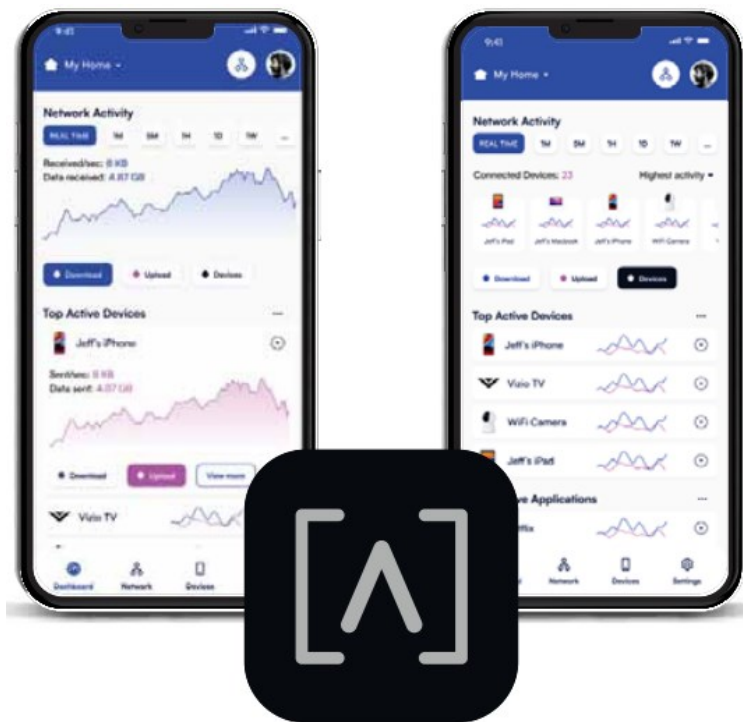 9:41
My Home
Network Activity
REAL TIME 1M 5M 1H 1D 1W ...
Received/sec: 0 KB
Data received: 4.87 GB
Download Upload Devices
Top Active Devices ...
Jeff's iPhone
Sent/sec: 0 KB
Data sent: 4.07 GB
Download Upload View more
Vizio TV
Dashboard Network Devices
9:41
My Home
Network Activity
REAL TIME 1M 5M 1H 1D 1W ...
Connected Devices: 23 Highest activity
Jeff's iPad Jeff's Macbook Jeff's iPhone WiFi Camera
Download Upload Devices
Top Active Devices ...
Jeff's iPhone
Vizio TV
WiFi Camera
Jeff's iPad
ve Applications ...
tflix
Network Devices Settings